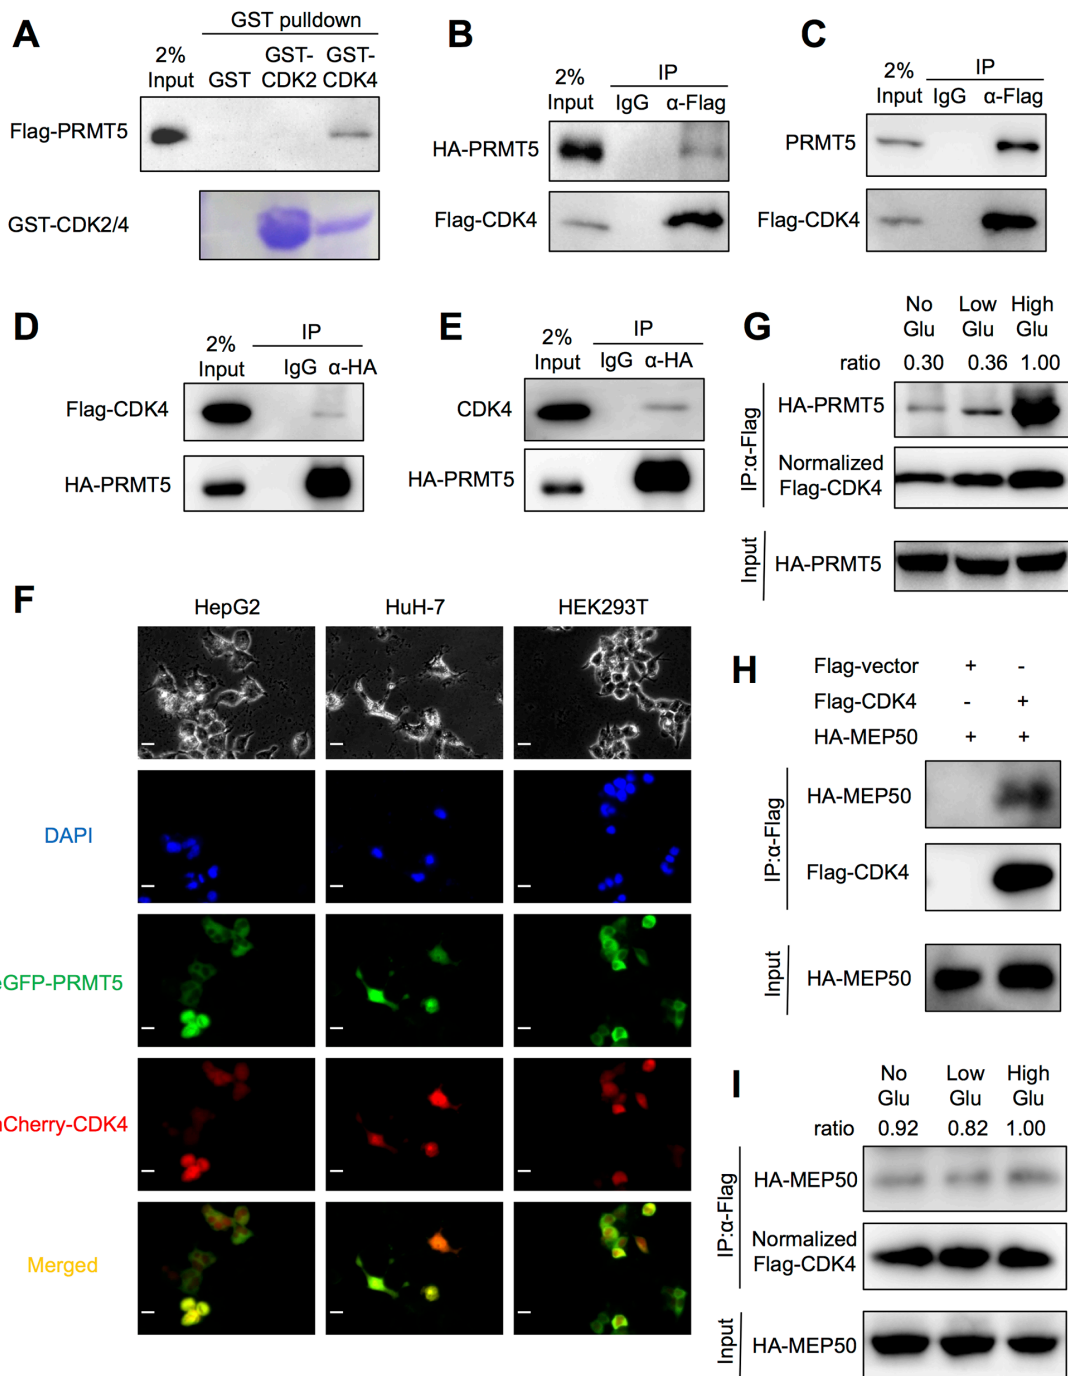 A
GST pulldown
2%
Input
GST
GST-
CDK2
GST-
CDK4
Flag-PRMT5
GST-CDK2/4
B
2%
Input
IP
IgG α-Flag
HA-PRMT5
Flag-CDK4
C
2%
Input
IP
IgG α-Flag
PRMT5
Flag-CDK4
D
2%
Input
IP
IgG α-HA
Flag-CDK4
HA-PRMT5
E
2%
Input
IP
IgG α-HA
CDK4
HA-PRMT5
G
No
Glu
Low
Glu
High
Glu
ratio 0.30 0.36 1.00
IP:α-Flag
HA-PRMT5
Normalized
Flag-CDK4
Input
HA-PRMT5
F
HepG2 HuH-7 HEK293T
DAPI
eGFP-PRMT5
mCherry-CDK4
Merged
H
Flag-vector + -
Flag-CDK4 - +
HA-MEP50 + +
IP:α-Flag
HA-MEP50
Flag-CDK4
Input
HA-MEP50
I
No
Glu
Low
Glu
High
Glu
ratio 0.92 0.82 1.00
IP:α-Flag
HA-MEP50
Normalized
Flag-CDK4
Input
HA-MEP50